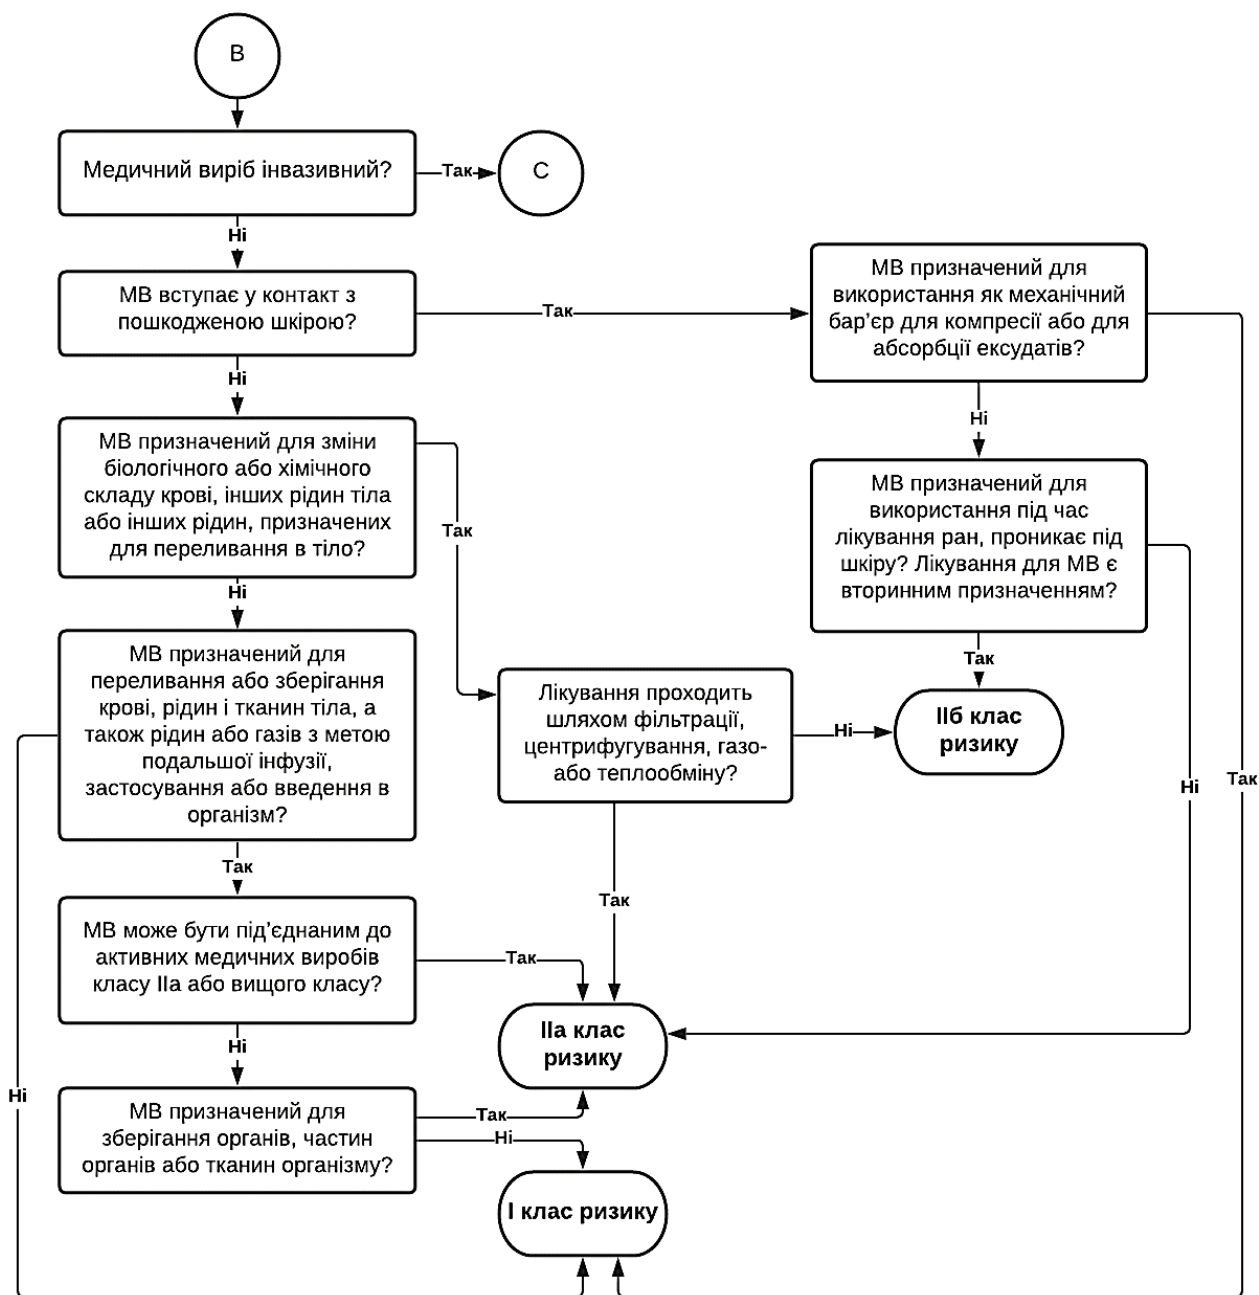 В
Медичний виріб інвазивний?
Так
С
Ні
МВ вступає у контакт з
пошкодженою шкірою?
Так
МВ призначений для
використання як механічний
бар’єр для компресії або для
абсорбції ексудатів?
Ні
Ні
МВ призначений для зміни
біологічного або хімічного
складу крові, інших рідин тіла
або інших рідин, призначених
для переливання в тіло?
Так
МВ призначений для
використання під час
лікування ран, проникає під
шкіру? Лікування для МВ є
вторинним призначенням?
Ні
Так
МВ призначений для
переливання або зберігання
крові, рідин і тканин тіла, а
також рідин або газів з метою
подальшої інфузії,
застосування або введення в
організм?
Лікування проходить
шляхом фільтрації,
центрифугування, газо-
або теплообміну?
Ні
ІІб клас
ризику
Ні
Так
Так
Так
МВ може бути під’єднаним до
активних медичних виробів
класу ІІа або вищого класу?
Так
ІІа клас
ризику
Ні
Ні
МВ призначений для
зберігання органів, частин
органів або тканин організму?
Так
Ні
І клас ризику